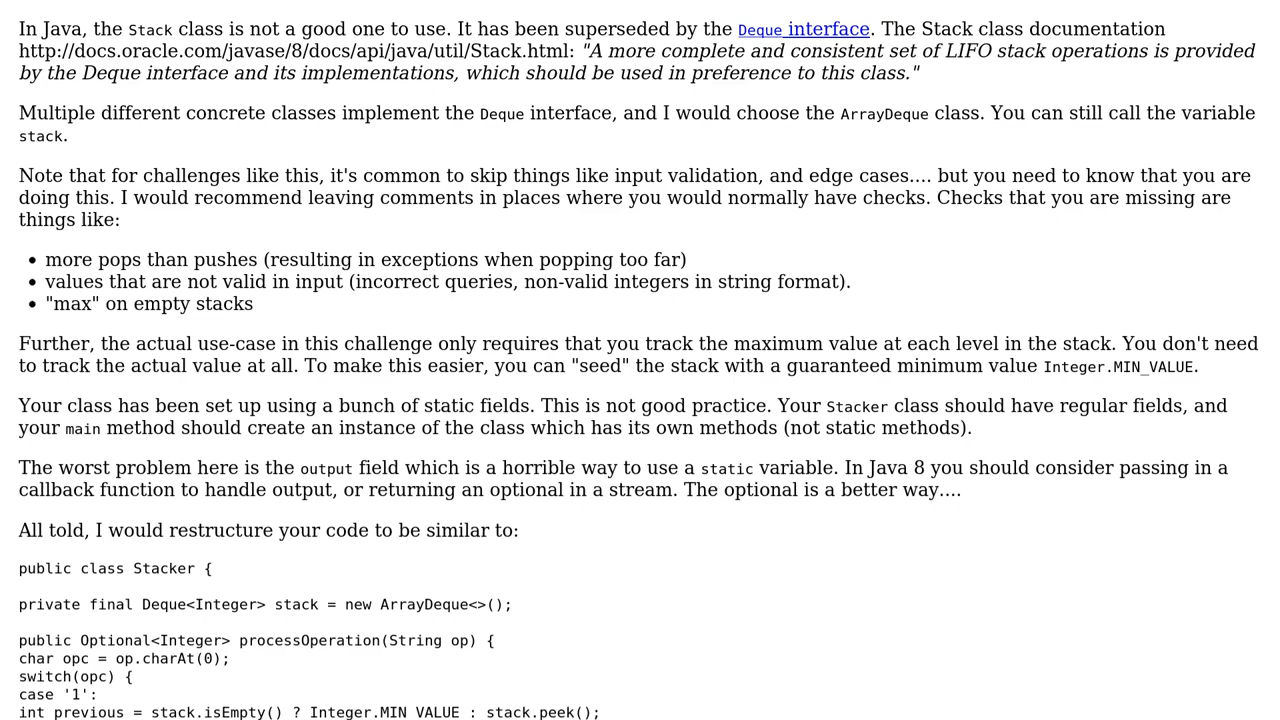 In Java, the Stack class is not a good one to use. It has been superseded by the Deque interface. The Stack class documentation
http://docs.oracle.com/javase/8/docs/api/java/util/Stack.html: "A more complete and consistent set of LIFO stack operations is provided
by the Deque interface and its implementations, which should be used in preference to this class."
Multiple different concrete classes implement the Deque interface, and I would choose the ArrayDeque class. You can still call the variable
stack.
Note that for challenges like this, it's common to skip things like input validation, and edge cases.... but you need to know that you are
doing this. I would recommend leaving comments in places where you would normally have checks. Checks that you are missing are
things like:
• more pops than pushes (resulting in exceptions when popping too far)
• values that are not valid in input (incorrect queries, non-valid integers in string format).
• "max" on empty stacks
Further, the actual use-case in this challenge only requires that you track the maximum value at each level in the stack. You don't need
to track the actual value at all. To make this easier, you can "seed" the stack with a guaranteed minimum value Integer.MIN_VALUE.
Your class has been set up using a bunch of static fields. This is not good practice. Your Stacker class should have regular fields, and
your main method should create an instance of the class which has its own methods (not static methods).
The worst problem here is the output field which is a horrible way to use a static variable. In Java 8 you should consider passing in a
callback function to handle output, or returning an optional in a stream. The optional is a better way....
All told, I would restructure your code to be similar to:
public class Stacker {
private final Deque<Integer> stack = new ArrayDeque<>();
public Optional<Integer> processOperation(String op) {
char opc = op.charAt(0);
switch(opc) {
case '1':
int previous = stack.isEmpty() ? Integer.MIN_VALUE : stack.peek();